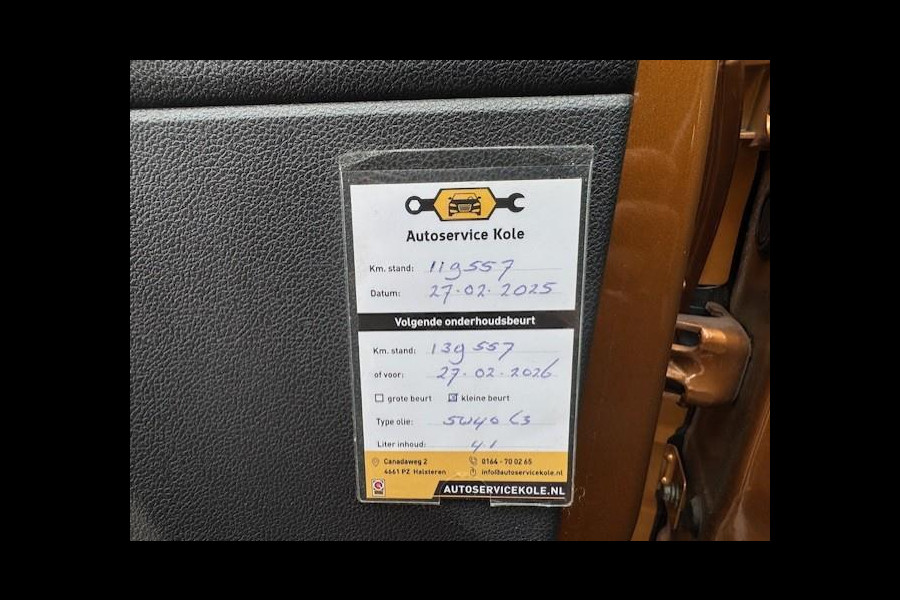 Autoservice Kole
Km. stand: 119557
Datum: 27.02.2025
Volgende onderhoudsbeurt
Km. stand: 139557
of voor: 27.02.2026
grote beurt kleine beurt
Type olie: 5W40 C3
Liter inhoud: 4.1
Canadaweg 2 0164 - 70 02 65
4661 PZ Halsteren info@autoservicekole.nl
AUTOSERVICEKOLE.NL